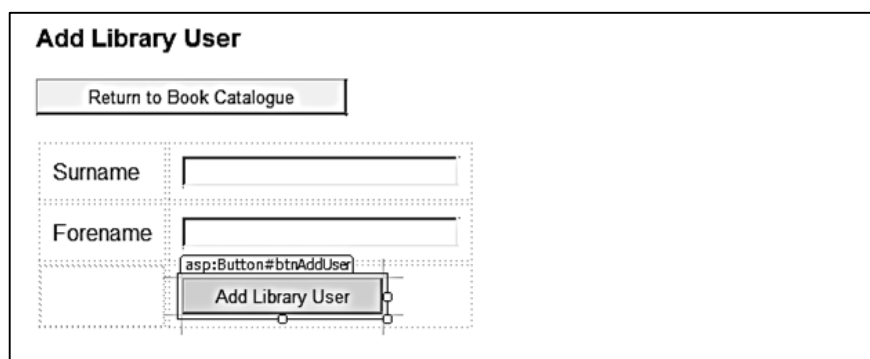 Add Library User
Return to Book Catalogue
Surname
Forename
asp:Button#btnAddUser
Add Library User